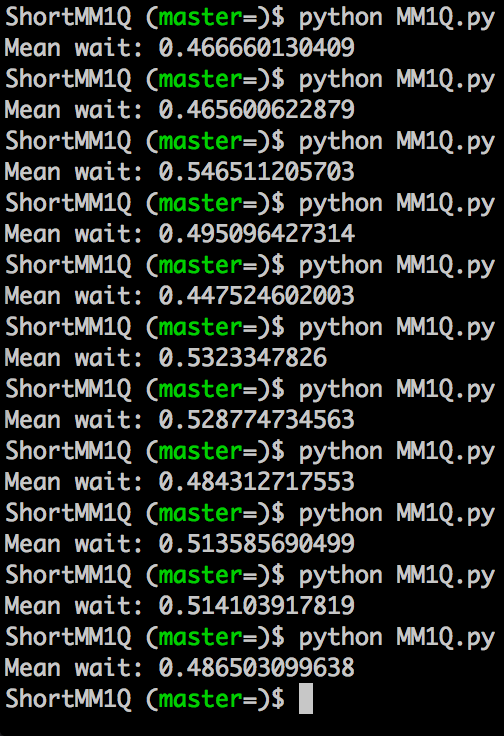 ShortMM1Q (master=)$ python MM1Q.py
Mean wait: 0.466660130409
ShortMM1Q (master=)$ python MM1Q.py
Mean wait: 0.465600622879
ShortMM1Q (master=)$ python MM1Q.py
Mean wait: 0.546511205703
ShortMM1Q (master=)$ python MM1Q.py
Mean wait: 0.495096427314
ShortMM1Q (master=)$ python MM1Q.py
Mean wait: 0.447524602003
ShortMM1Q (master=)$ python MM1Q.py
Mean wait: 0.5323347826
ShortMM1Q (master=)$ python MM1Q.py
Mean wait: 0.528774734563
ShortMM1Q (master=)$ python MM1Q.py
Mean wait: 0.484312717553
ShortMM1Q (master=)$ python MM1Q.py
Mean wait: 0.513585690499
ShortMM1Q (master=)$ python MM1Q.py
Mean wait: 0.514103917819
ShortMM1Q (master=)$ python MM1Q.py
Mean wait: 0.486503099638
ShortMM1Q (master=)$